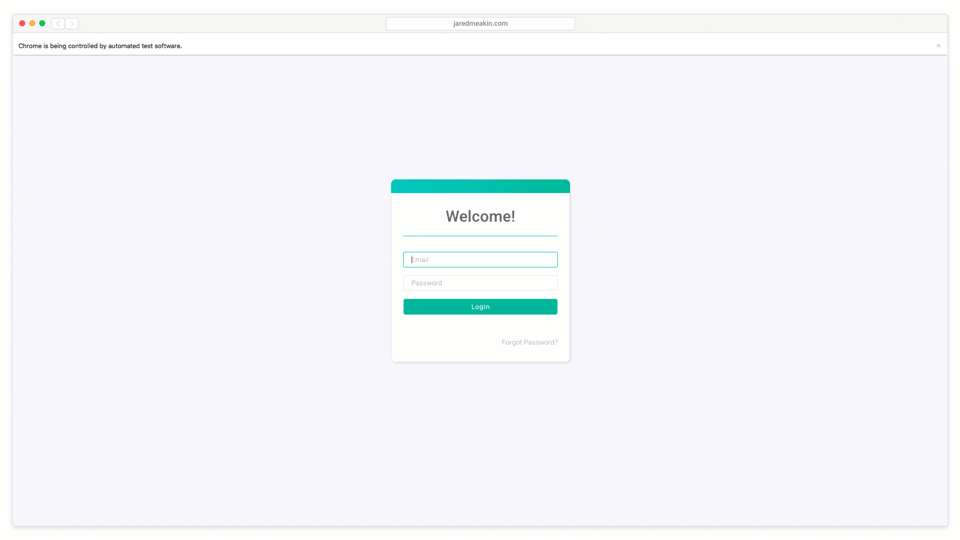 jaredmeakin.com
Chrome is being controlled by automated test software.
Welcome!
Email
Password
Login
Forgot Password?